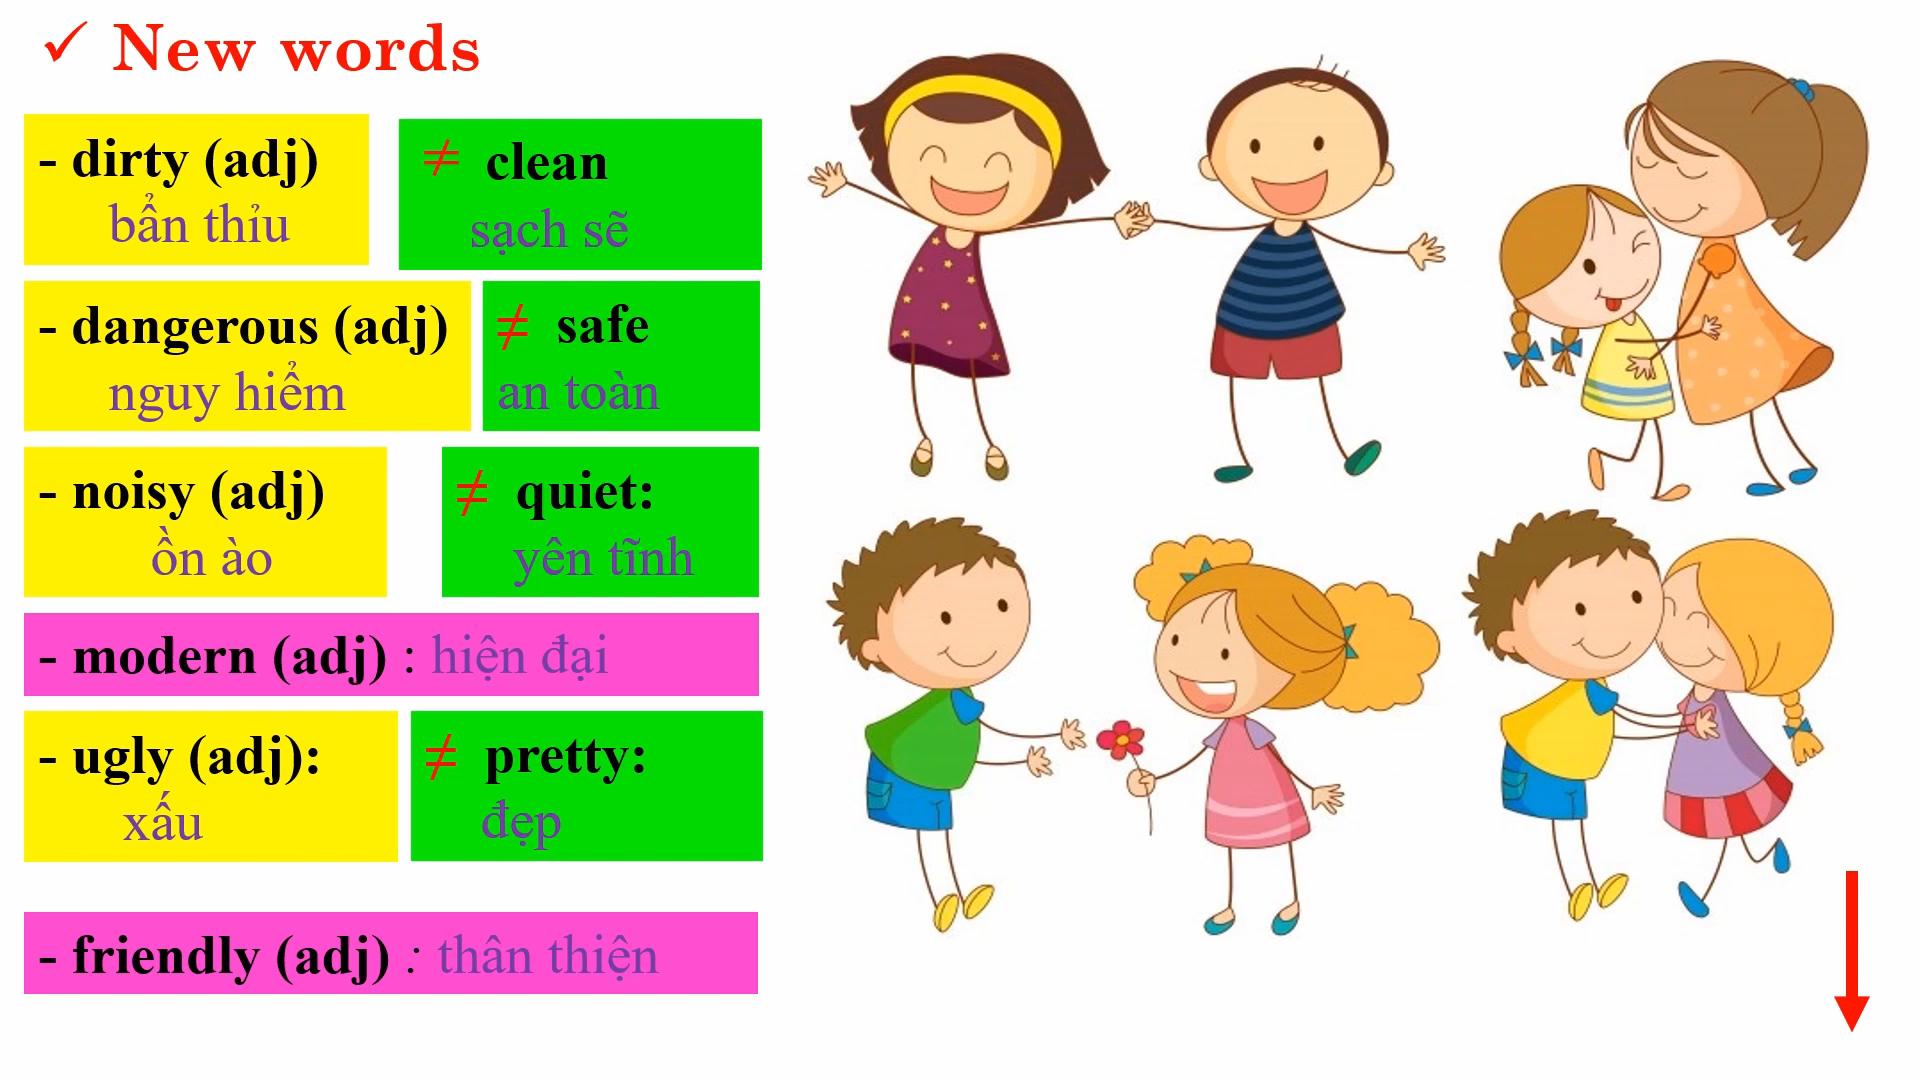 ✓ New words
- dirty (adj)
bẩn thỉu
≠ clean
sạch sẽ
- dangerous (adj)
nguy hiểm
≠ safe
an toàn
- noisy (adj)
ồn ào
≠ quiet:
yên tĩnh
- modern (adj) : hiện đại
- ugly (adj):
xấu
≠ pretty:
đẹp
- friendly (adj) : thân thiện